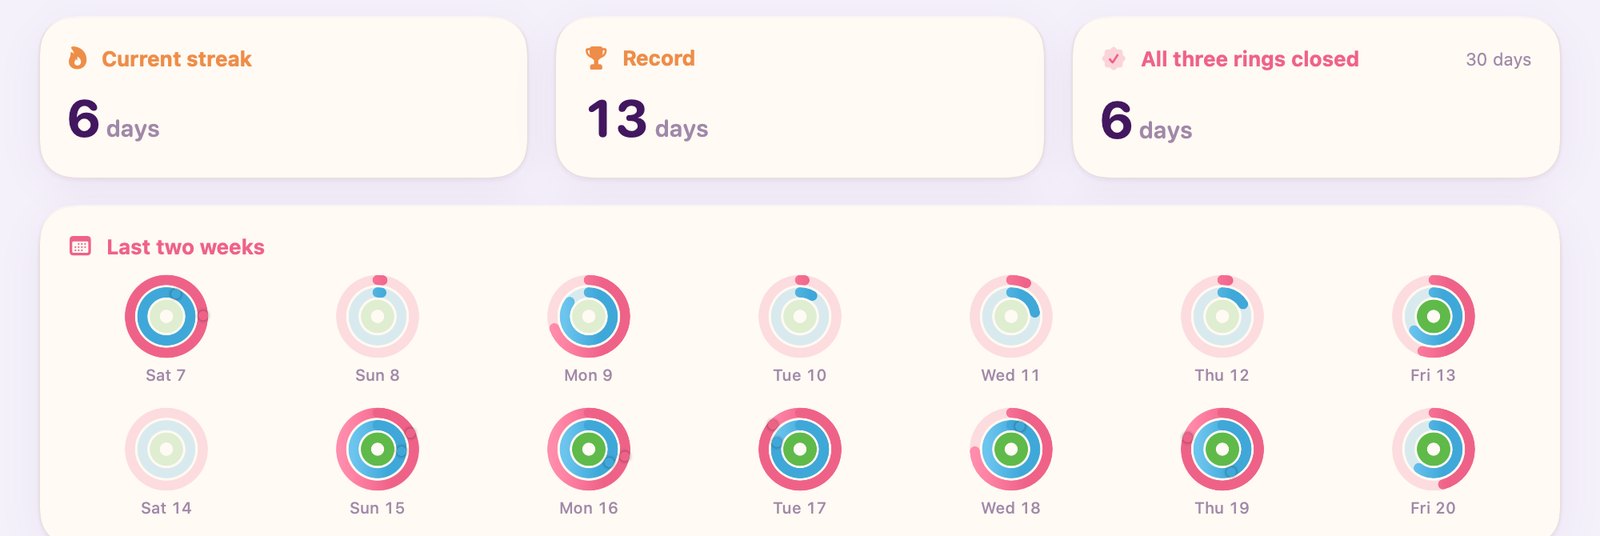 Current streak
6 days
Record
13 days
All three rings closed 30 days
6 days
Last two weeks
Sat 7 Sun 8 Mon 9 Tue 10 Wed 11 Thu 12 Fri 13
Sat 14 Sun 15 Mon 16 Tue 17 Wed 18 Thu 19 Fri 20